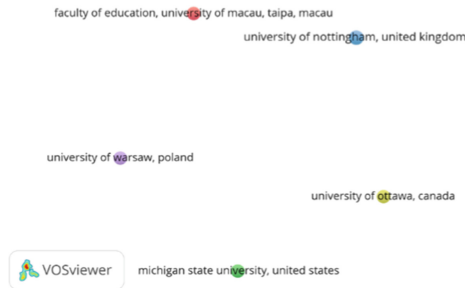 faculty of education, university of macau, taipa, macau
university of nottingham, united kingdom
university of warsaw, poland
university of ottawa, canada
VOSviewer
michigan state university, united states